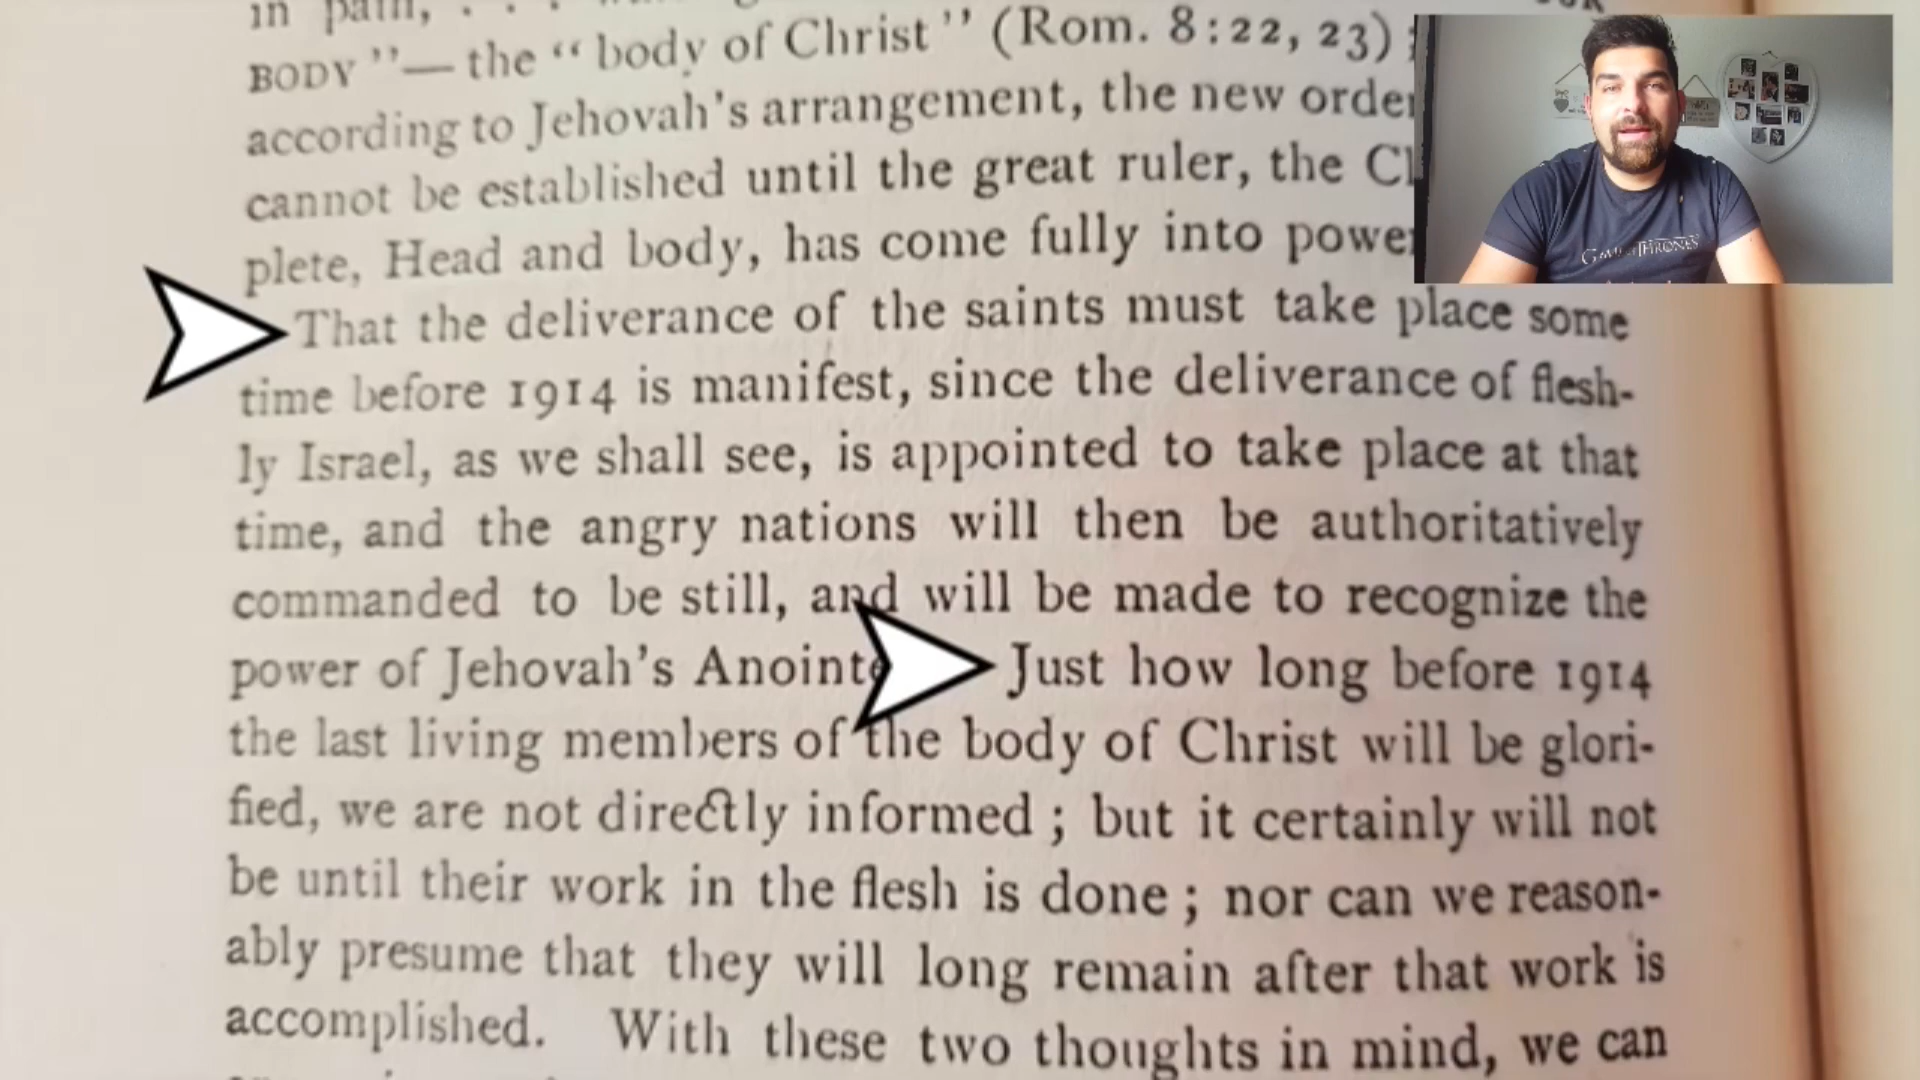 in pain,
BODY"—the "body of Christ" (Rom. 8:22, 23);
according to Jehovah's arrangement, the new order
cannot be established until the great ruler, the
plete, Head and body, has come fully into power
That the deliverance of the saints must take place some
time before 1914 is manifest, since the deliverance of flesh-
ly Israel, as we shall see, is appointed to take place at that
time, and the angry nations will then be authoritatively
commanded to be still, and will be made to recognize the
power of Jehovah's Anointe Just how long before 1914
the last living members of the body of Christ will be glori-
fied, we are not directly informed; but it certainly will not
be until their work in the flesh is done; nor can we reason-
ably presume that they will long remain after that work is
accomplished. With these two thoughts in mind, we can
GAME OF THRONES